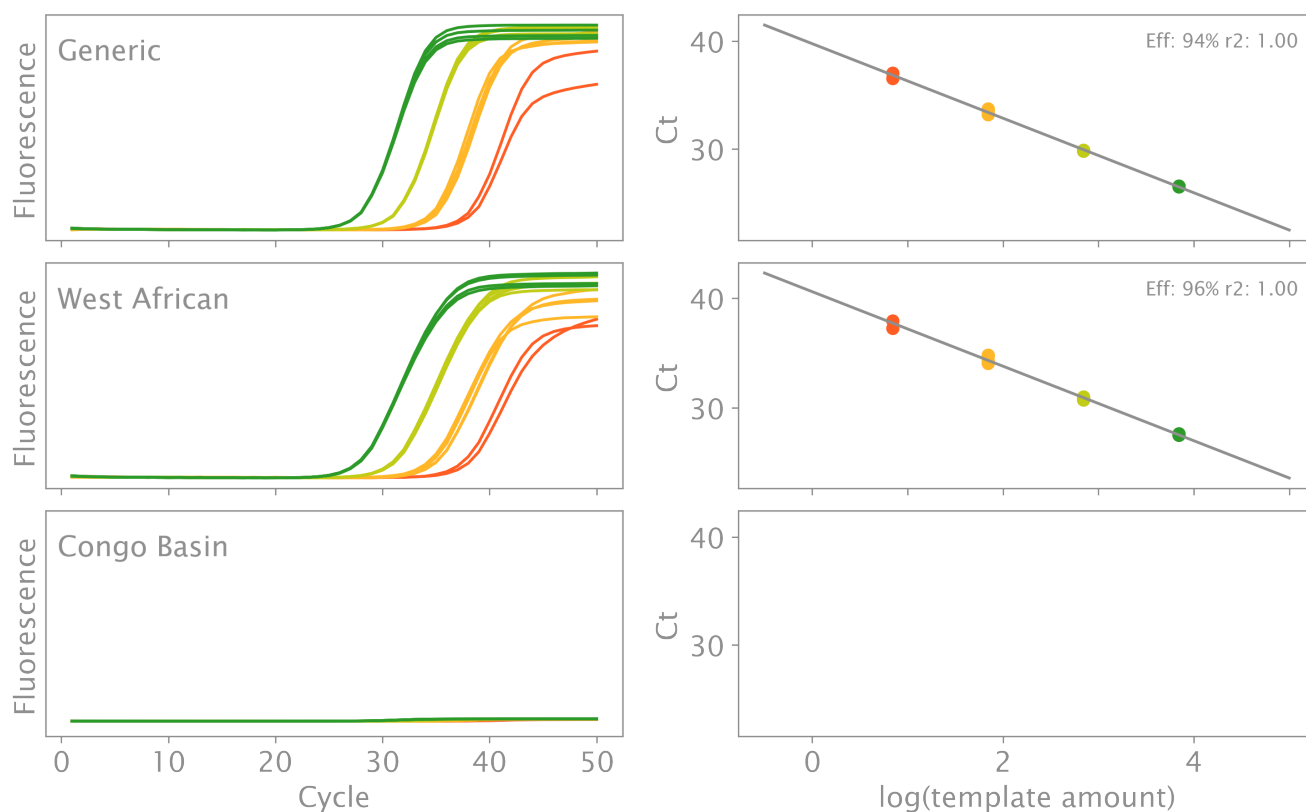 Generic
Fluorescence
40
30
Ct
Eff: 94% r2: 1.00
West African
Fluorescence
40
30
Ct
Eff: 96% r2: 1.00
Congo Basin
Fluorescence
0 10 20 30 40 50
Cycle
40
30
Ct
0 2 4
log(template amount)